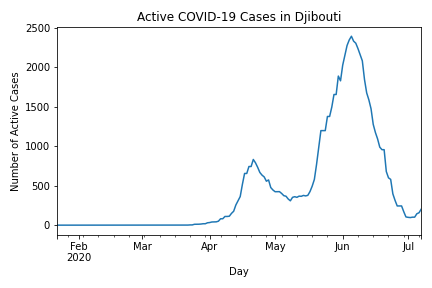 Active COVID-19 Cases in Djibouti
Number of Active Cases
2500
2000
1500
1000
500
0
Feb
2020
Mar
Apr
May
Jun
Jul
Day